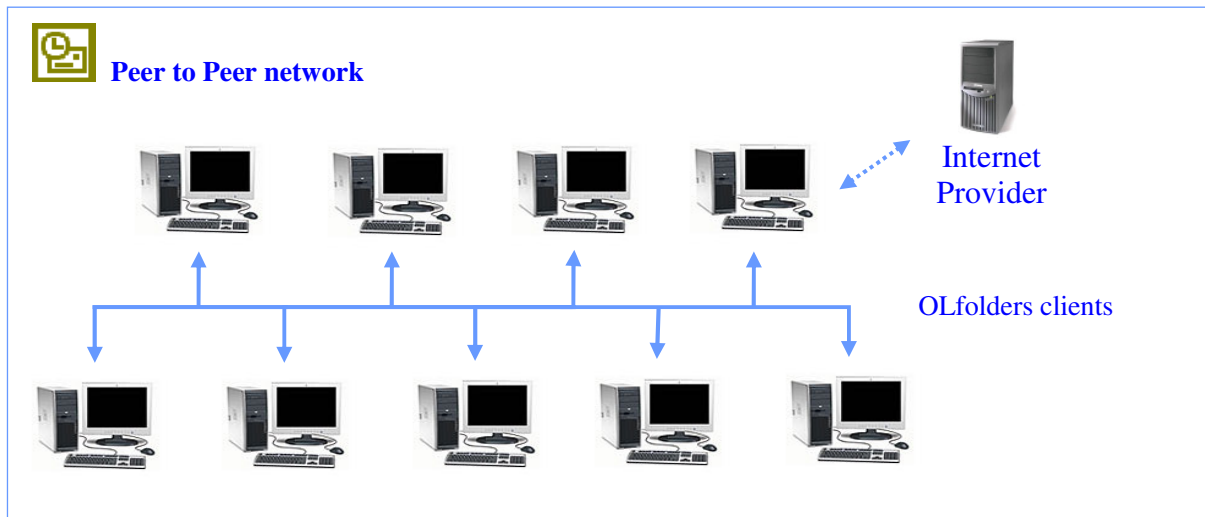 Peer to Peer network
Internet
Provider
OLfolders clients